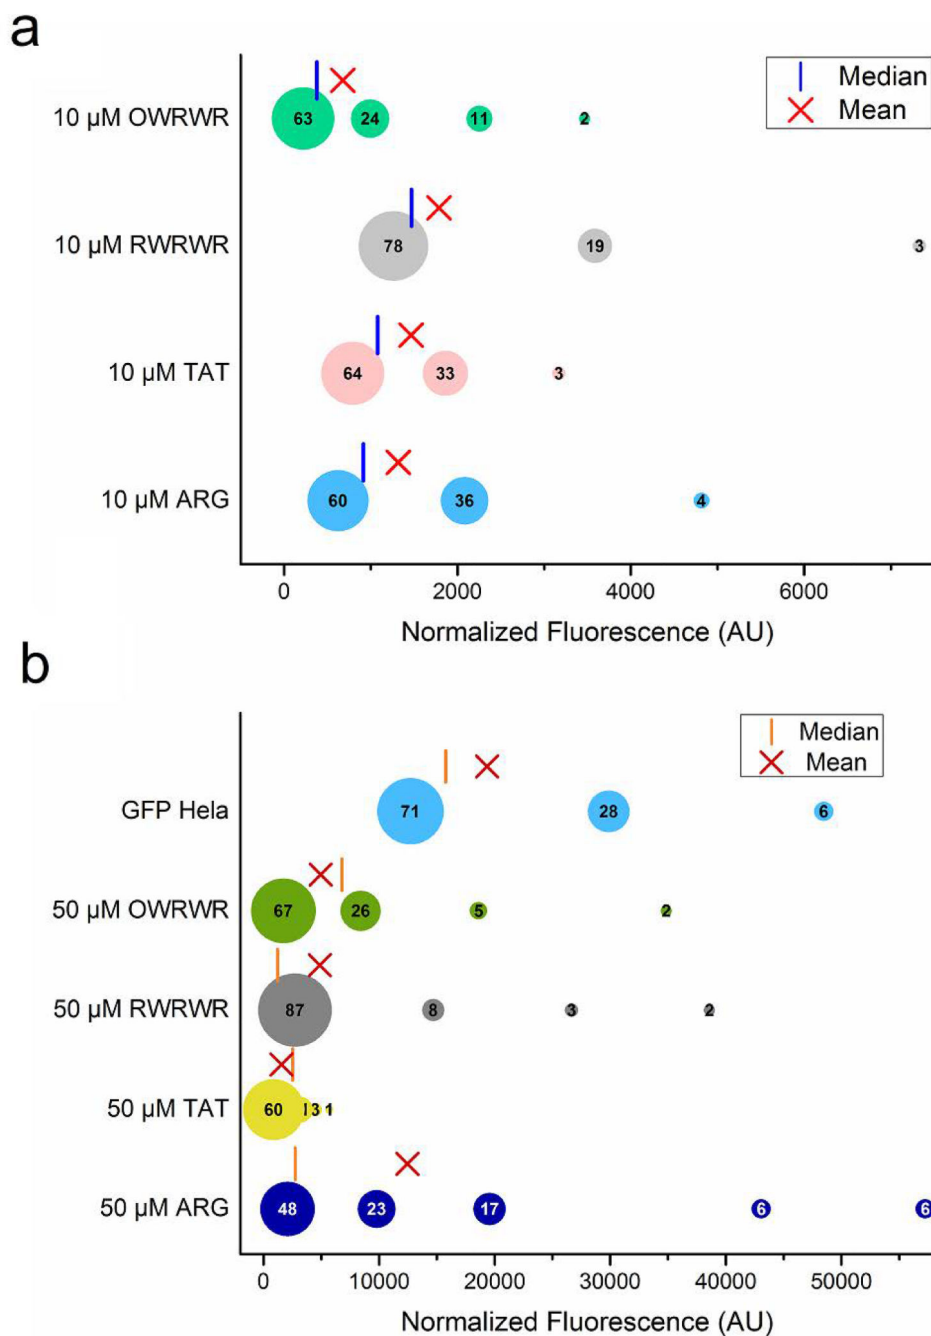 a
Median
Mean
10 µM OWRWR
63 24 11 2
10 µM RWRWR
78 19 3
10 µM TAT
64 33 3
10 µM ARG
60 36 4
0 2000 4000 6000
Normalized Fluorescence (AU)
b
Median
Mean
GFP Hela
71 28 6
50 µM OWRWR
67 26 5 2
50 µM RWRWR
87 8 3 2
50 µM TAT
60 3 1
50 µM ARG
48 23 17 6 6
0 10000 20000 30000 40000 50000
Normalized Fluorescence (AU)